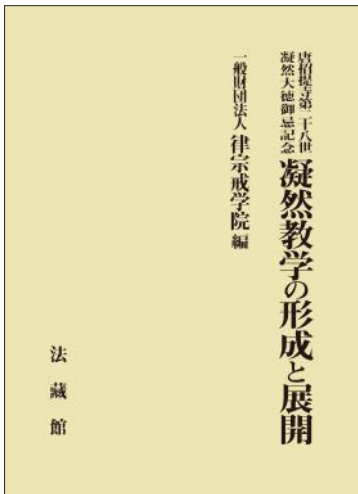 唐招提寺第二十八世
凝然大徳御忌記念
凝然教学の形成と展開
一般財団法人 律宗戒学院 編
法藏館